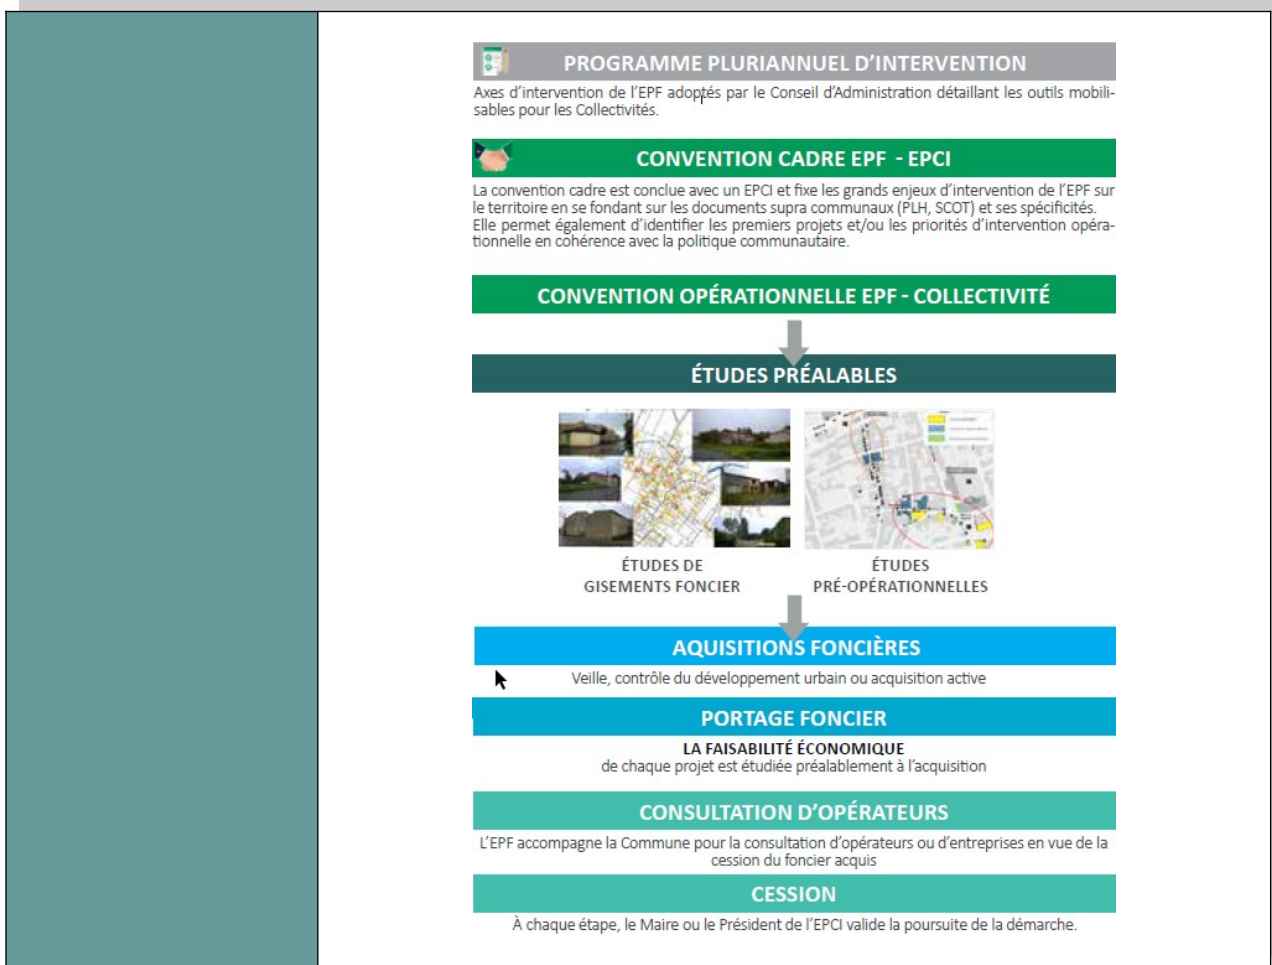 PROGRAMME PLURIANNUEL D'INTERVENTION
Axes d'intervention de l'EPF adoptés par le Conseil d'Administration détaillant les outils mobili-
sables pour les Collectivités.
CONVENTION CADRE EPF - EPCI
La convention cadre est conclue avec un EPCI et fixe les grands enjeux d'intervention de l'EPF sur
le territoire en se fondant sur les documents supra communaux (PLH, SCOT) et ses spécificités.
Elle permet également d'identifier les premiers projets et/ou les priorités d'intervention opéra-
tionnelle en cohérence avec la politique communautaire.
CONVENTION OPÉRATIONNELLE EPF - COLLECTIVITÉ
ÉTUDES PRÉALABLES
ÉTUDES DE
GISEMENTS FONCIER
ÉTUDES
PRÉ-OPÉRATIONNELLES
AQUISITIONS FONCIÈRES
Veille, contrôle du développement urbain ou acquisition active
PORTAGE FONCIER
LA FAISABILITÉ ÉCONOMIQUE
de chaque projet est étudiée préalablement à l'acquisition
CONSULTATION D'OPÉRATEURS
L'EPF accompagne la Commune pour la consultation d'opérateurs ou d'entreprises en vue de la
cession du foncier acquis
CESSION
À chaque étape, le Maire ou le Président de l'EPCI valide la poursuite de la démarche.